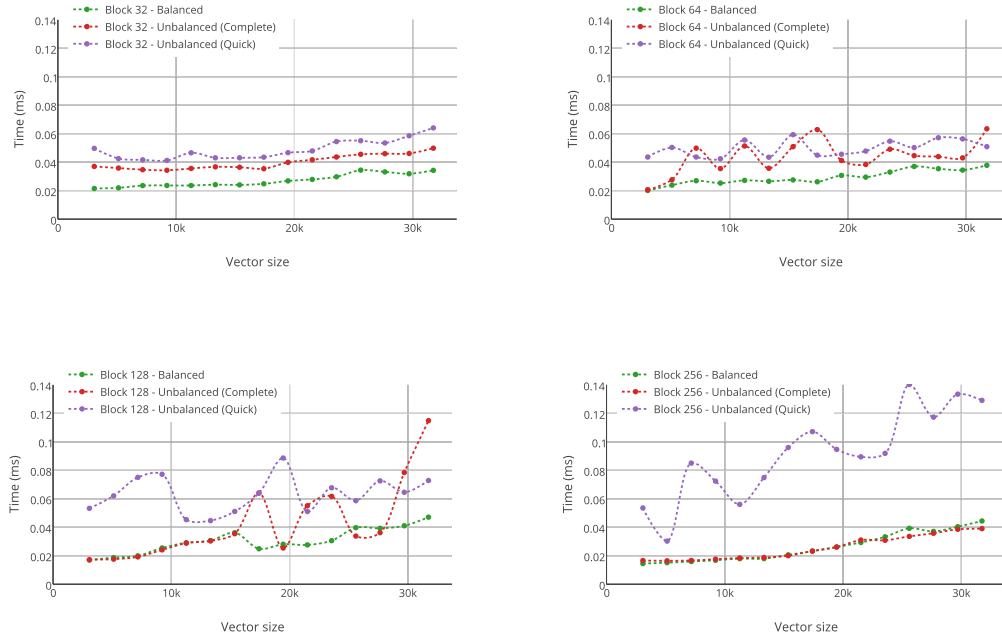 Block 32 - Balanced
Block 32 - Unbalanced (Complete)
Block 32 - Unbalanced (Quick)
0.14
0.12
0.1
0.08
0.06
0.04
0.02
0
Time (ms)
0 10k 20k 30k
Vector size
Block 64 - Balanced
Block 64 - Unbalanced (Complete)
Block 64 - Unbalanced (Quick)
0.14
0.12
0.1
0.08
0.06
0.04
0.02
0
Time (ms)
0 10k 20k 30k
Vector size
Block 128 - Balanced
Block 128 - Unbalanced (Complete)
Block 128 - Unbalanced (Quick)
0.14
0.12
0.1
0.08
0.06
0.04
0.02
0
Time (ms)
0 10k 20k 30k
Vector size
Block 256 - Balanced
Block 256 - Unbalanced (Complete)
Block 256 - Unbalanced (Quick)
0.14
0.12
0.1
0.08
0.06
0.04
0.02
0
Time (ms)
0 10k 20k 30k
Vector size